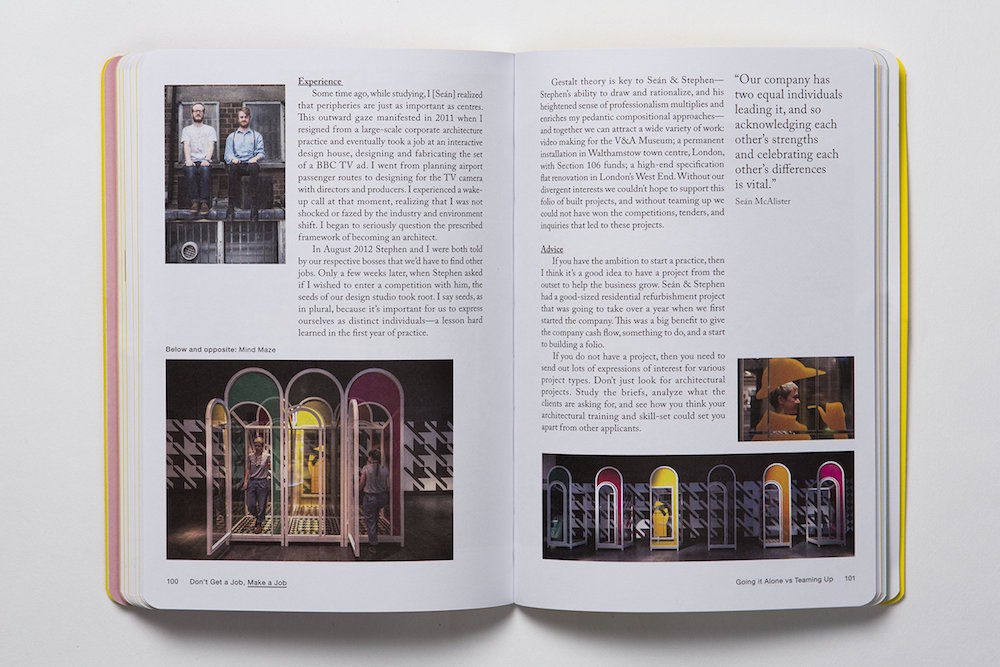 Experience
Some time ago, while studying, I [Seán] realized
that peripheries are just as important as centres.
This outward gaze manifested in 2011 when I
resigned from a large-scale corporate architecture
practice and eventually took a job at an interactive
design house, designing and fabricating the set
of a BBC TV ad. I went from planning airport
passenger routes to designing for the TV camera
with directors and producers. I experienced a wake-
up call at that moment, realizing that I was not
shocked or fazed by the industry and environment
shift. I began to seriously question the prescribed
framework of becoming an architect.
In August 2012 Stephen and I were both told
by our respective bosses that we'd have to find other
jobs. Only a few weeks later, when Stephen asked
if I wished to enter a competition with him, the
seeds of our design studio took root. I say seeds, as
in plural, because it's important for us to express
ourselves as distinct individuals—a lesson hard
learned in the first year of practice.
Below and opposite: Mind Maze
100 Don't Get a Job, Make a Job
Gestalt theory is key to Seán & Stephen—
Stephen's ability to draw and rationalize, and his
heightened sense of professionalism multiplies and
enriches my pedantic compositional approaches—
and together we can attract a wide variety of work:
video making for the V&A Museum; a permanent
installation in Walthamstow town centre, London,
with Section 106 funds; a high-end specification
flat renovation in London's West End. Without our
divergent interests we couldn't hope to support this
folio of built projects, and without teaming up we
could not have won the competitions, tenders, and
inquiries that led to these projects.
Advice
If you have the ambition to start a practice, then
I think it's a good idea to have a project from the
outset to help the business grow. Seán & Stephen
had a good-sized residential refurbishment project
that was going to take over a year when we first
started the company. This was a big benefit to give
the company cash flow, something to do, and a start
to building a folio.
If you do not have a project, then you need to
send out lots of expressions of interest for various
project types. Don't just look for architectural
projects. Study the briefs, analyze what the
clients are asking for, and see how you think your
architectural training and skill-set could set you
apart from other applicants.
"Our company has
two equal individuals
leading it, and so
acknowledging each
other's strengths
and celebrating each
other's differences
is vital."
Seán McAlister
Going it Alone vs Teaming Up 101